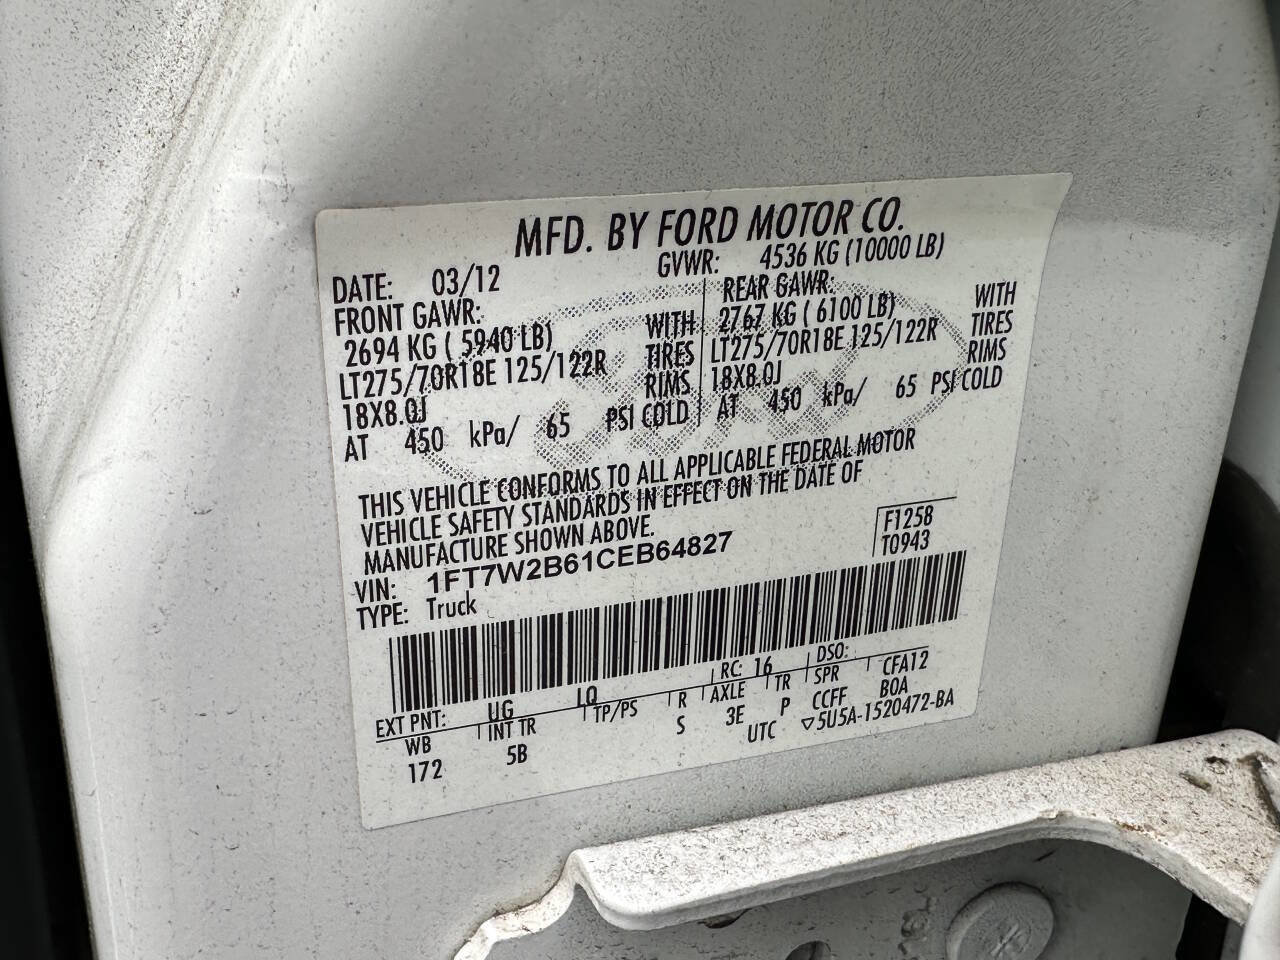 MFD. BY FORD MOTOR CO.
DATE: 03/12 GVWR: 4536 KG (10000 LB)
FRONT GAWR: REAR GAWR:
2694 KG ( 5940 LB) WITH 2767 KG ( 6100 LB) WITH
LT275/70R18E 125/122R TIRES LT275/70R18E 125/122R TIRES
18X8.0J RIMS 18X8.0J RIMS
AT 450 kPa/ 65 PSI COLD AT 450 kPa/ 65 PSI COLD
THIS VEHICLE CONFORMS TO ALL APPLICABLE FEDERAL MOTOR
VEHICLE SAFETY STANDARDS IN EFFECT ON THE DATE OF
MANUFACTURE SHOWN ABOVE.
VIN: 1FT7W2B61CEB64827 F1258
TYPE: Truck T0943
EXT PNT: UG LQ RC: 16 DSO:
WB INT TR TP/PS R AXLE TR SPR CFA12
172 5B S 3E P CCFF BOA
UTC ▽5U5A-1520472-BA